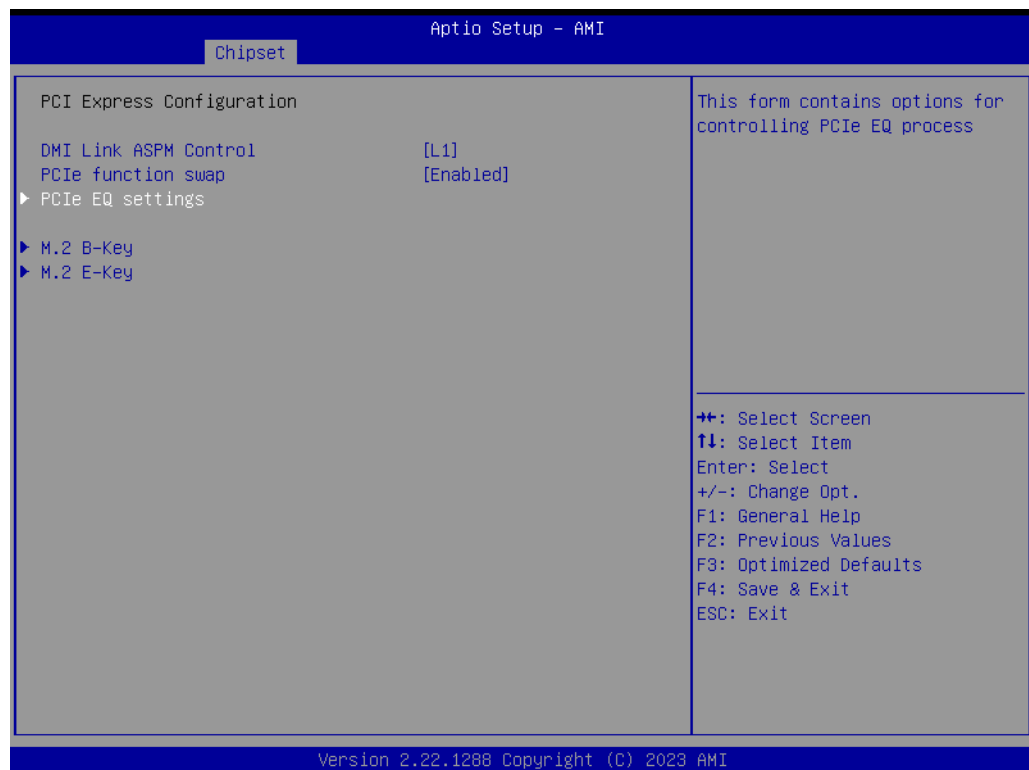 Aptio Setup – AMI
Chipset
PCI Express Configuration
DMI Link ASPM Control [L1]
PCIe function swap [Enabled]
▶ PCIe EQ settings
▶ M.2 B-Key
▶ M.2 E-Key
This form contains options for
controlling PCIe EQ process
→←: Select Screen
↑↓: Select Item
Enter: Select
+/-: Change Opt.
F1: General Help
F2: Previous Values
F3: Optimized Defaults
F4: Save & Exit
ESC: Exit
Version 2.22.1288 Copyright (C) 2023 AMI